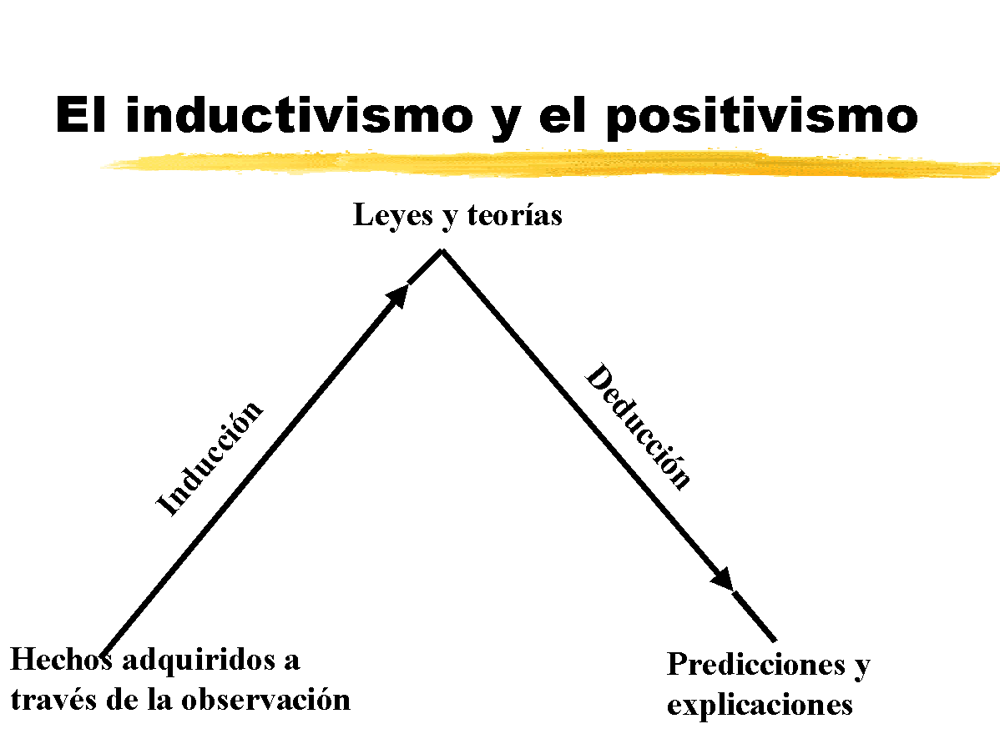 El inductivismo y el positivismo
Leyes y teorías
Inducción
Deducción
Hechos adquiridos a
través de la observación
Predicciones y
explicaciones